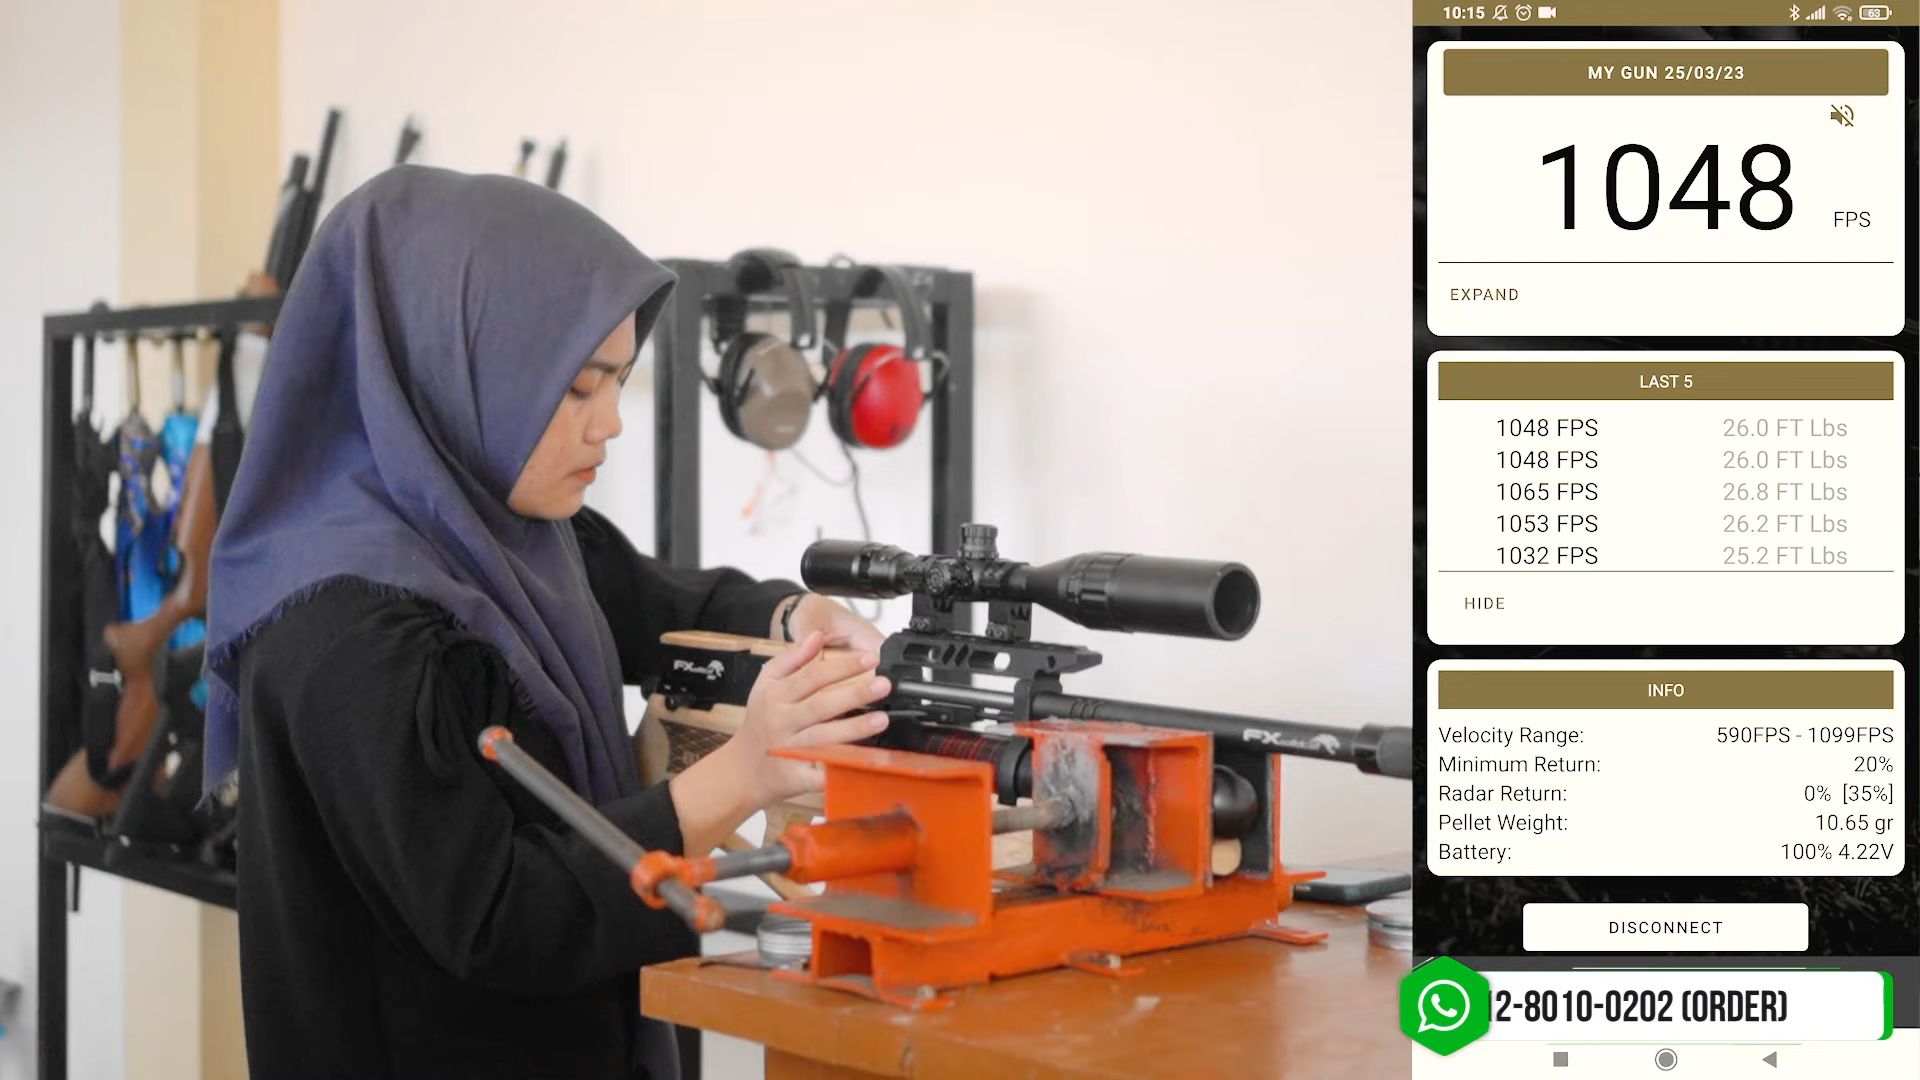 10:15
63
MY GUN 25/03/23
1048 FPS
EXPAND
LAST 5
1048 FPS 26.0 FT Lbs
1048 FPS 26.0 FT Lbs
1065 FPS 26.8 FT Lbs
1053 FPS 26.2 FT Lbs
1032 FPS 25.2 FT Lbs
HIDE
INFO
Velocity Range: 590FPS - 1099FPS
Minimum Return: 20%
Radar Return: 0% [35%]
Pellet Weight: 10.65 gr
Battery: 100% 4.22V
DISCONNECT
12-8010-0202 (ORDER)
FX
FX